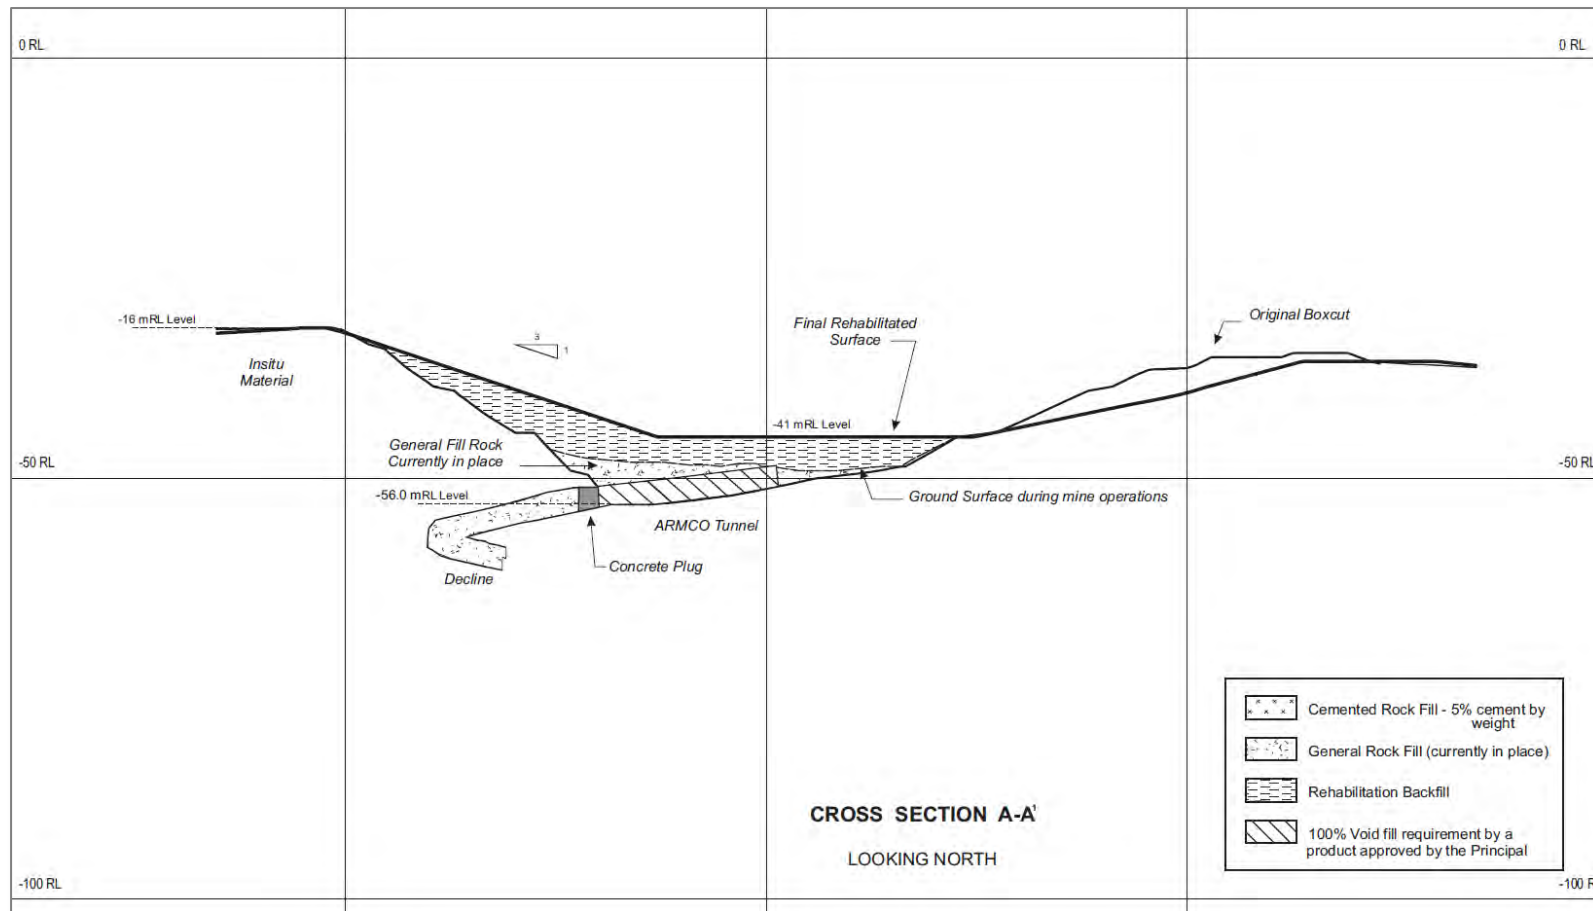 0 RL
0 RL
-16 mRL Level
Insitu
Material
3
1
Final Rehabilitated
Surface
Original Boxcut
-41 mRL Level
General Fill Rock
Currently in place
-50 RL
-50 RL
-56.0 mRL Level
Ground Surface during mine operations
ARMCO Tunnel
Concrete Plug
Decline
Cemented Rock Fill - 5% cement by
weight
General Rock Fill (currently in place)
Rehabilitation Backfill
100% Void fill requirement by a
product approved by the Principal
CROSS SECTION A-A¹
LOOKING NORTH
-100 RL
-100 R